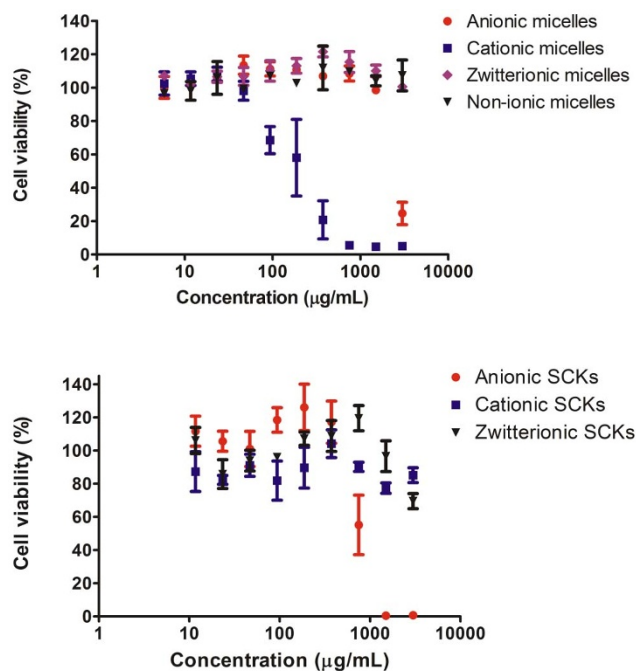 Anionic micelles
Cationic micelles
Zwitterionic micelles
Non-ionic micelles
Cell viability (%)
140
120
100
80
60
40
20
0
1
10
100
1000
10000
Concentration (μg/mL)
Anionic SCKs
Cationic SCKs
Zwitterionic SCKs
Cell viability (%)
140
120
100
80
60
40
20
0
1
10
100
1000
10000
Concentration (μg/mL)